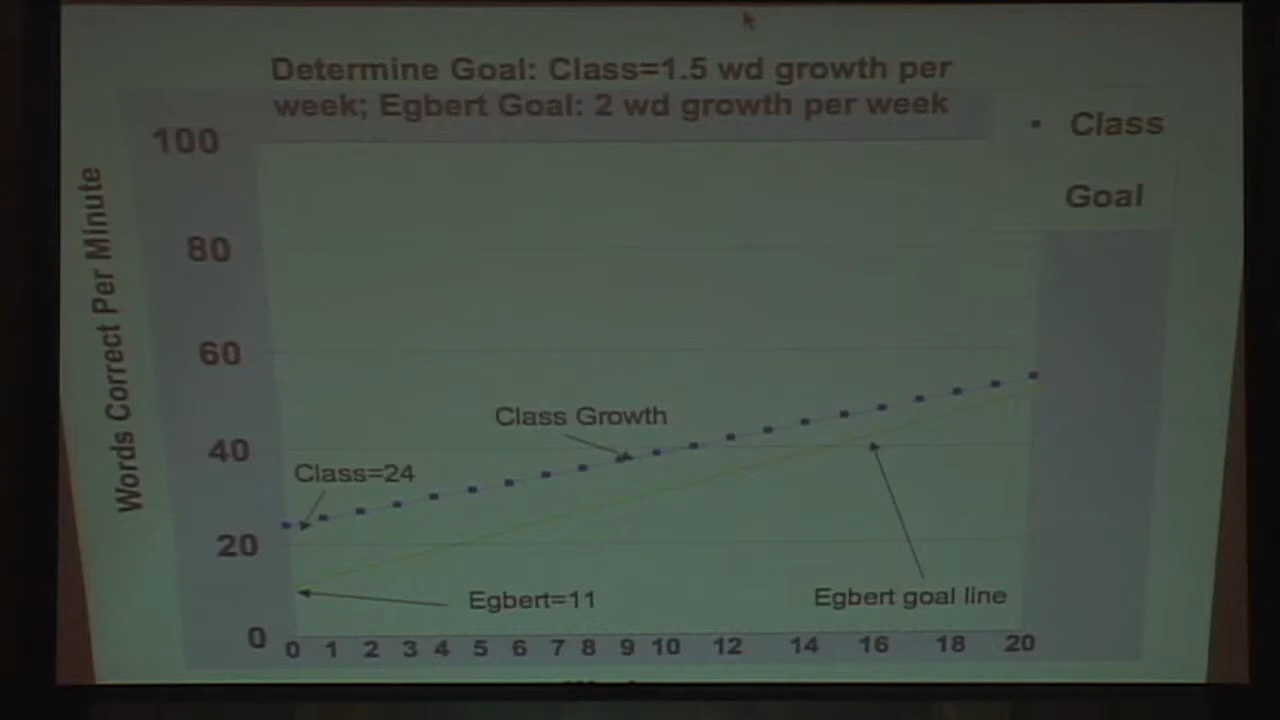 Determine Goal: Class=1.5 wd growth per
week; Egbert Goal: 2 wd growth per week
Class
Goal
Words Correct Per Minute
100
80
60
40
20
0
Class Growth
Class=24
Egbert=11
Egbert goal line
0 1 2 3 4 5 6 7 8 9 10 12 14 16 18 20